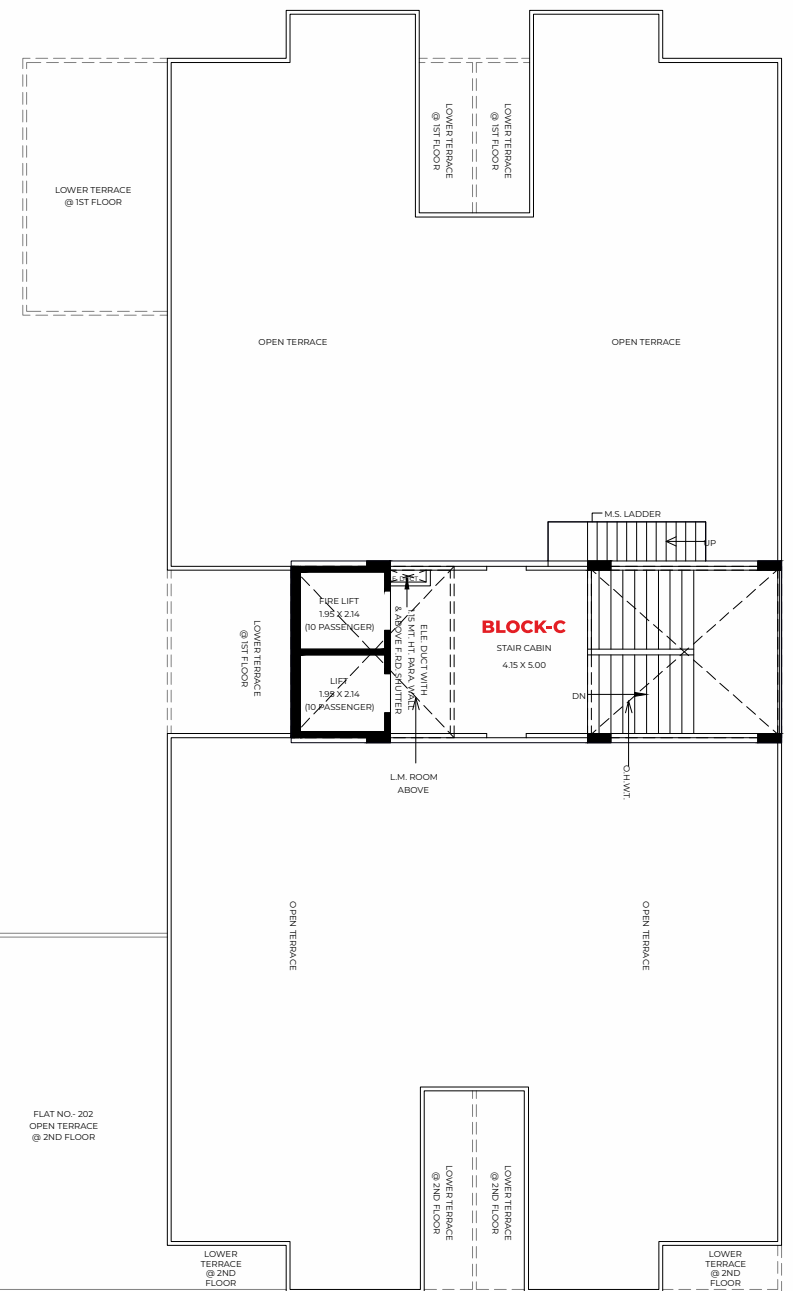 LOWER TERRACE
@ 1ST FLOOR
LOWER TERRACE
@ 1ST FLOOR
LOWER TERRACE
@ 1ST FLOOR
OPEN TERRACE
OPEN TERRACE
M.S. LADDER
UP
FIRE LIFT
1.95 X 2.14
(10 PASSENGER)
LIFT
1.95 X 2.14
(10 PASSENGER)
LOWER TERRACE
@ 1ST FLOOR
ELE. DUCT WITH
1.15 MT. HT. PARA. WALL
& ABOVE F.R.D. SHUTTER
BLOCK-C
STAIR CABIN
4.15 X 5.00
DN
L.M. ROOM
ABOVE
O.H.W.T.
OPEN TERRACE
OPEN TERRACE
FLAT NO.- 202
OPEN TERRACE
@ 2ND FLOOR
LOWER TERRACE
@ 2ND FLOOR
LOWER TERRACE
@ 2ND FLOOR
LOWER
TERRACE
@ 2ND
FLOOR
LOWER
TERRACE
@ 2ND
FLOOR